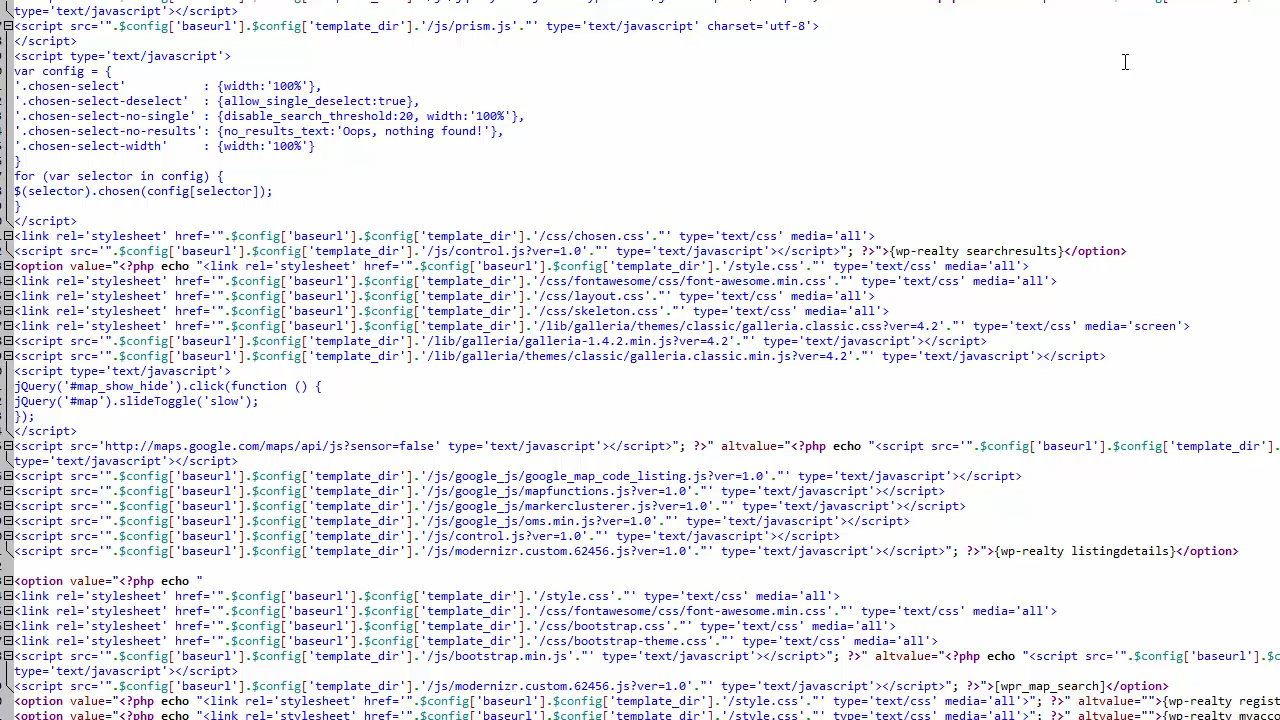 type='text/javascript'></script>
<script src='".$config['baseurl'].$config['template_dir'].'/js/prism.js'."' type='text/javascript' charset='utf-8'>
</script>
<script type='text/javascript'>
var config = {
'.chosen-select'           : {width:'100%'},
'.chosen-select-deselect'  : {allow_single_deselect:true},
'.chosen-select-no-single' : {disable_search_threshold:20, width:'100%'},
'.chosen-select-no-results': {no_results_text:'Oops, nothing found!'},
'.chosen-select-width'     : {width:'100%'}
}
for (var selector in config) {
$(selector).chosen(config[selector]);
}
</script>
<link rel='stylesheet' href='".$config['baseurl'].$config['template_dir'].'/css/chosen.css'."' type='text/css' media='all'>
<script src='".$config['baseurl'].$config['template_dir'].'/js/control.js?ver=1.0'."' type='text/javascript'></script>"; ?>">{wp-realty searchresults}</option>
<option value="<?php echo "<link rel='stylesheet' href='".$config['baseurl'].$config['template_dir'].'/style.css'."' type='text/css' media='all'>
<link rel='stylesheet' href='".$config['baseurl'].$config['template_dir'].'/css/fontawesome/css/font-awesome.min.css'."' type='text/css' media='all'>
<link rel='stylesheet' href='".$config['baseurl'].$config['template_dir'].'/css/layout.css'."' type='text/css' media='all'>
<link rel='stylesheet' href='".$config['baseurl'].$config['template_dir'].'/css/skeleton.css'."' type='text/css' media='all'>
<link rel='stylesheet' href='".$config['baseurl'].$config['template_dir'].'/lib/galleria/themes/classic/galleria.classic.css?ver=4.2'."' type='text/css' media='screen'>
<script src='".$config['baseurl'].$config['template_dir'].'/lib/galleria/galleria-1.4.2.min.js?ver=4.2'."' type='text/javascript'></script>
<script src='".$config['baseurl'].$config['template_dir'].'/lib/galleria/themes/classic/galleria.classic.min.js?ver=4.2'."' type='text/javascript'></script>
<script type='text/javascript'>
jQuery('#map_show_hide').click(function () {
jQuery('#map').slideToggle('slow');
});
</script>
<script src='http://maps.google.com/maps/api/js?sensor=false' type='text/javascript'></script>"; ?>" altvalue="<?php echo "<script src='".$config['baseurl'].$config['template_dir'].
type='text/javascript'></script>
<script src='".$config['baseurl'].$config['template_dir'].'/js/google_js/google_map_code_listing.js?ver=1.0'."' type='text/javascript'></script>
<script src='".$config['baseurl'].$config['template_dir'].'/js/google_js/mapfunctions.js?ver=1.0'."' type='text/javascript'></script>
<script src='".$config['baseurl'].$config['template_dir'].'/js/google_js/markerclusterer.js?ver=1.0'."' type='text/javascript'></script>
<script src='".$config['baseurl'].$config['template_dir'].'/js/google_js/oms.min.js?ver=1.0'."' type='text/javascript'></script>
<script src='".$config['baseurl'].$config['template_dir'].'/js/control.js?ver=1.0'."' type='text/javascript'></script>
<script src='".$config['baseurl'].$config['template_dir'].'/js/modernizr.custom.62456.js?ver=1.0'."' type='text/javascript'></script>"; ?>">{wp-realty listingdetails}</option>
<option value="<?php echo "
<link rel='stylesheet' href='".$config['baseurl'].$config['template_dir'].'/style.css'."' type='text/css' media='all'>
<link rel='stylesheet' href='".$config['baseurl'].$config['template_dir'].'/css/fontawesome/css/font-awesome.min.css'."' type='text/css' media='all'>
<link rel='stylesheet' href='".$config['baseurl'].$config['template_dir'].'/css/bootstrap.css'."' type='text/css' media='all'>
<link rel='stylesheet' href='".$config['baseurl'].$config['template_dir'].'/css/bootstrap-theme.css'."' type='text/css' media='all'>
<script src='".$config['baseurl'].$config['template_dir'].'/js/bootstrap.min.js'."' type='text/javascript'></script>"; ?>" altvalue="<?php echo "<script src='".$config['baseurl'].$c
type='text/javascript'></script>
<script src='".$config['baseurl'].$config['template_dir'].'/js/modernizr.custom.62456.js?ver=1.0'."' type='text/javascript'></script>"; ?>">[wpr_map_search]</option>
<option value="<?php echo "<link rel='stylesheet' href='".$config['baseurl'].$config['template_dir'].'/style.css'."' type='text/css' media='all'>"; ?>" altvalue="">{wp-realty regist